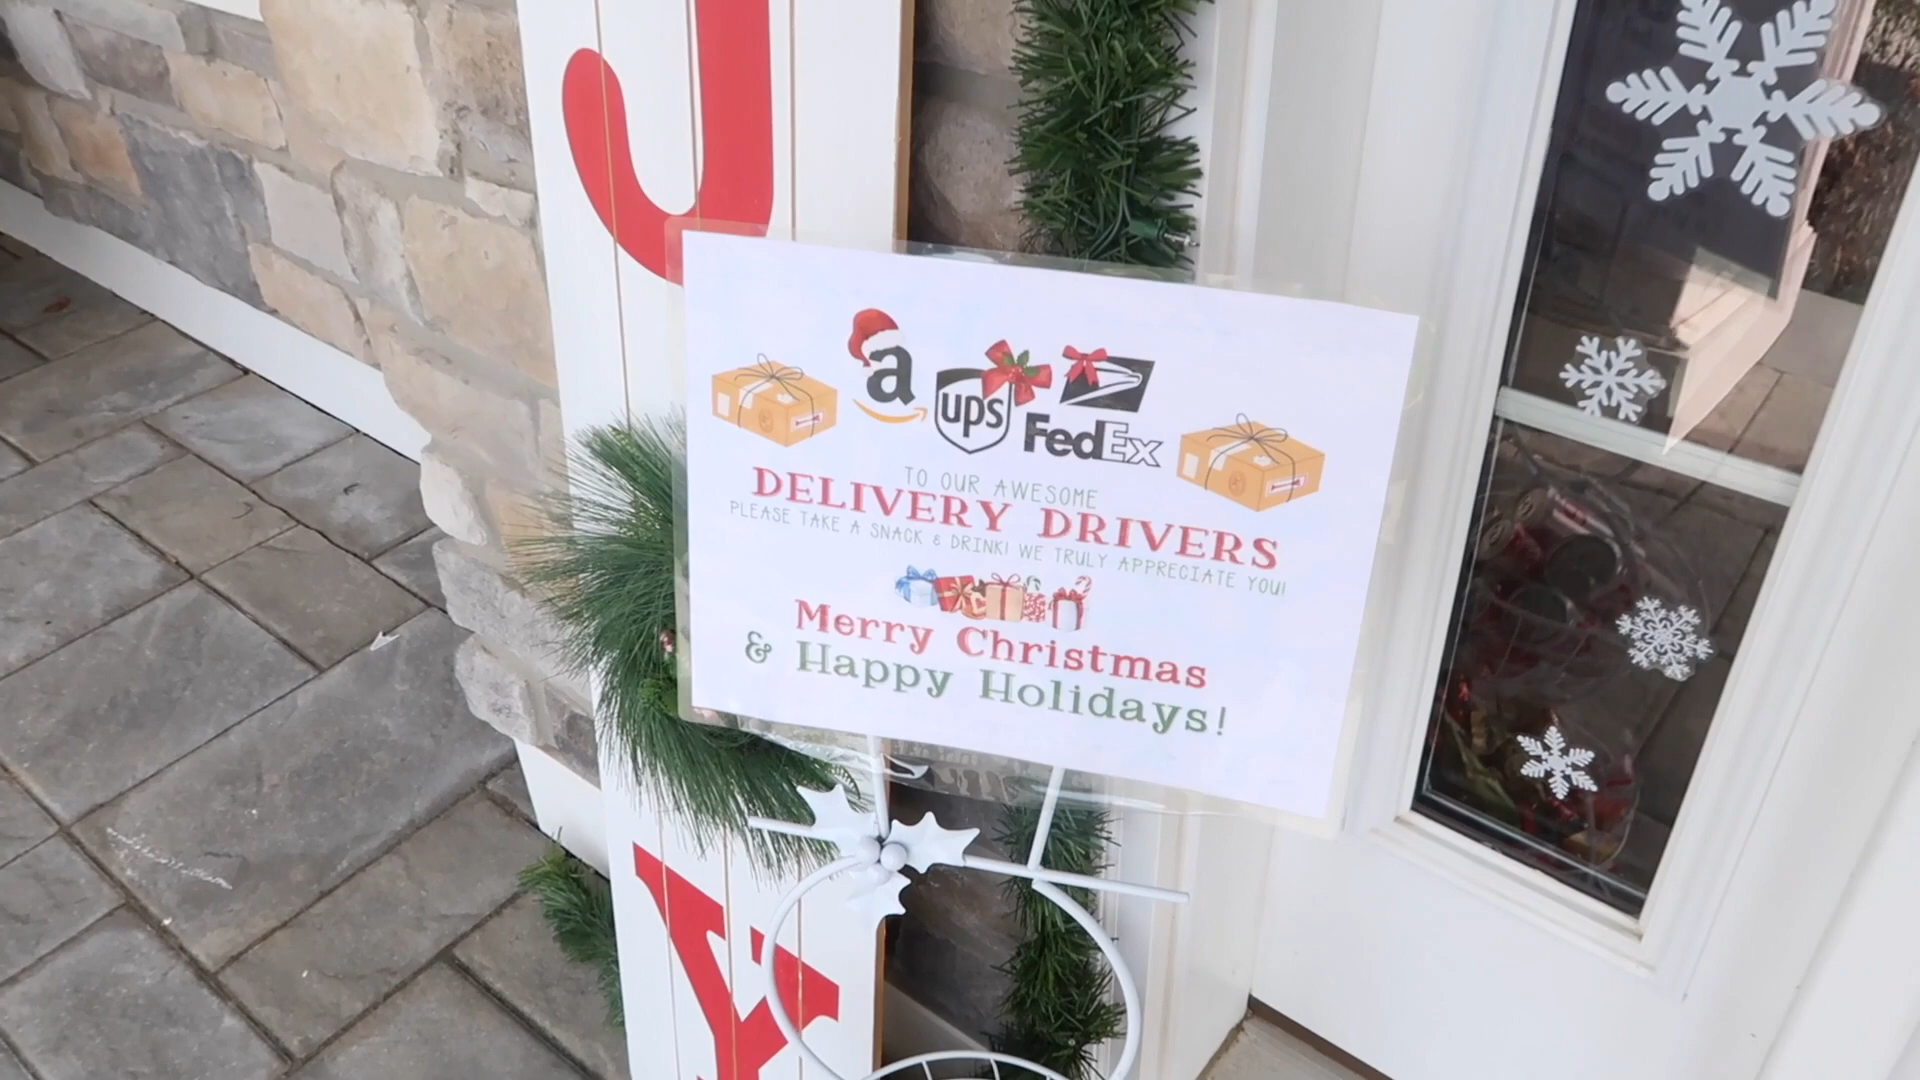 J
Y
a
ups
FedEx
TO OUR AWESOME
DELIVERY DRIVERS
PLEASE TAKE A SNACK & DRINK! WE TRULY APPRECIATE YOU!
Merry Christmas
& Happy Holidays!